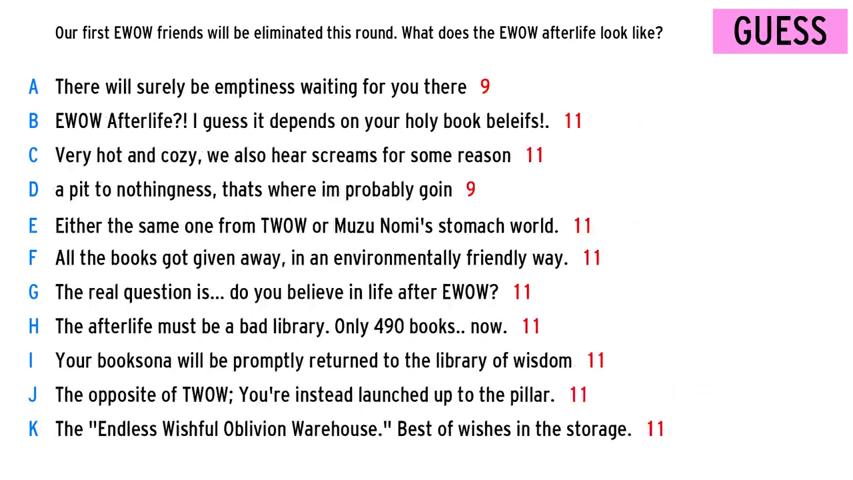 Our first EWOW friends will be eliminated this round. What does the EWOW afterlife look like?
GUESS
A There will surely be emptiness waiting for you there 9
B EWOW Afterlife?! I guess it depends on your holy book beleifs!. 11
C Very hot and cozy, we also hear screams for some reason 11
D a pit to nothingness, thats where im probably goin 9
E Either the same one from TWOW or Muzu Nomi's stomach world. 11
F All the books got given away, in an environmentally friendly way. 11
G The real question is... do you believe in life after EWOW? 11
H The afterlife must be a bad library. Only 490 books.. now. 11
I Your booksona will be promptly returned to the library of wisdom 11
J The opposite of TWOW; You're instead launched up to the pillar. 11
K The "Endless Wishful Oblivion Warehouse." Best of wishes in the storage. 11